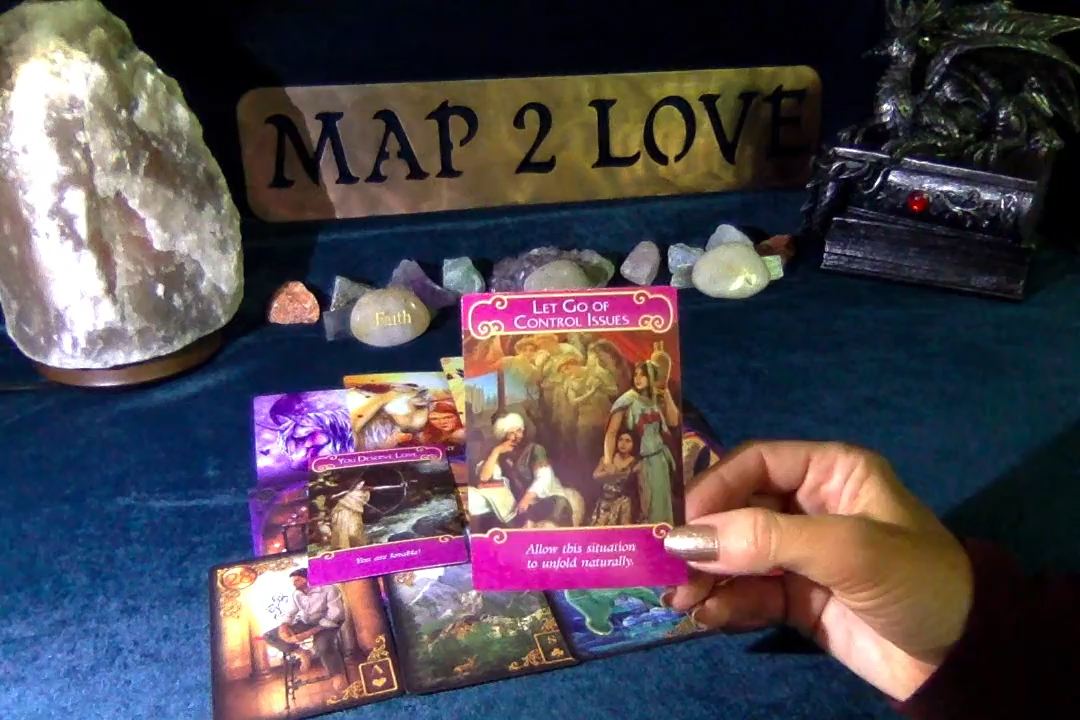 MAP 2 LOVE
Faith
LET GO OF
CONTROL ISSUES
YOU DESERVE LOVE
You are lovable!
Allow this situation
to unfold naturally.